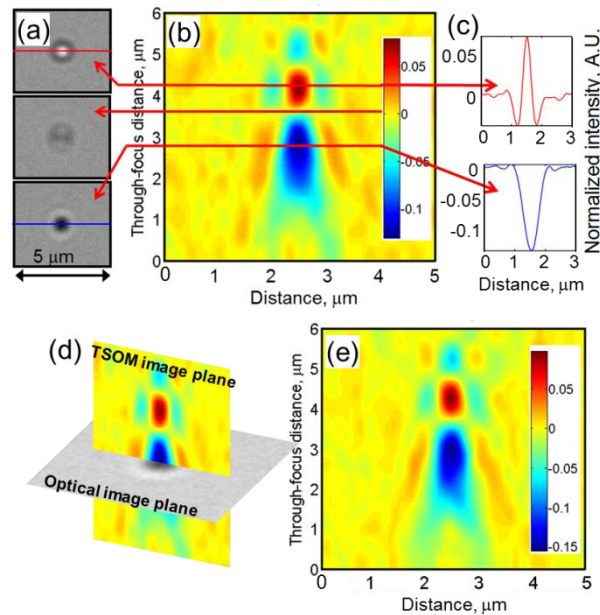 (a)
5 µm
(b)
Through-focus distance, µm
6
5
4
3
2
1
0
0 1 2 3 4 5
Distance, µm
0.05
0
-0.05
-0.1
(c)
0.05
0
0 1 2 3
0
-0.05
-0.1
0 1 2 3
Distance, µm
Normalized intensity, A.U.
(d)
TSOM image plane
Optical image plane
(e)
Through-focus distance, µm
6
5
4
3
2
1
0
0 1 2 3 4 5
Distance, µm
0.05
0
-0.05
-0.10
-0.15